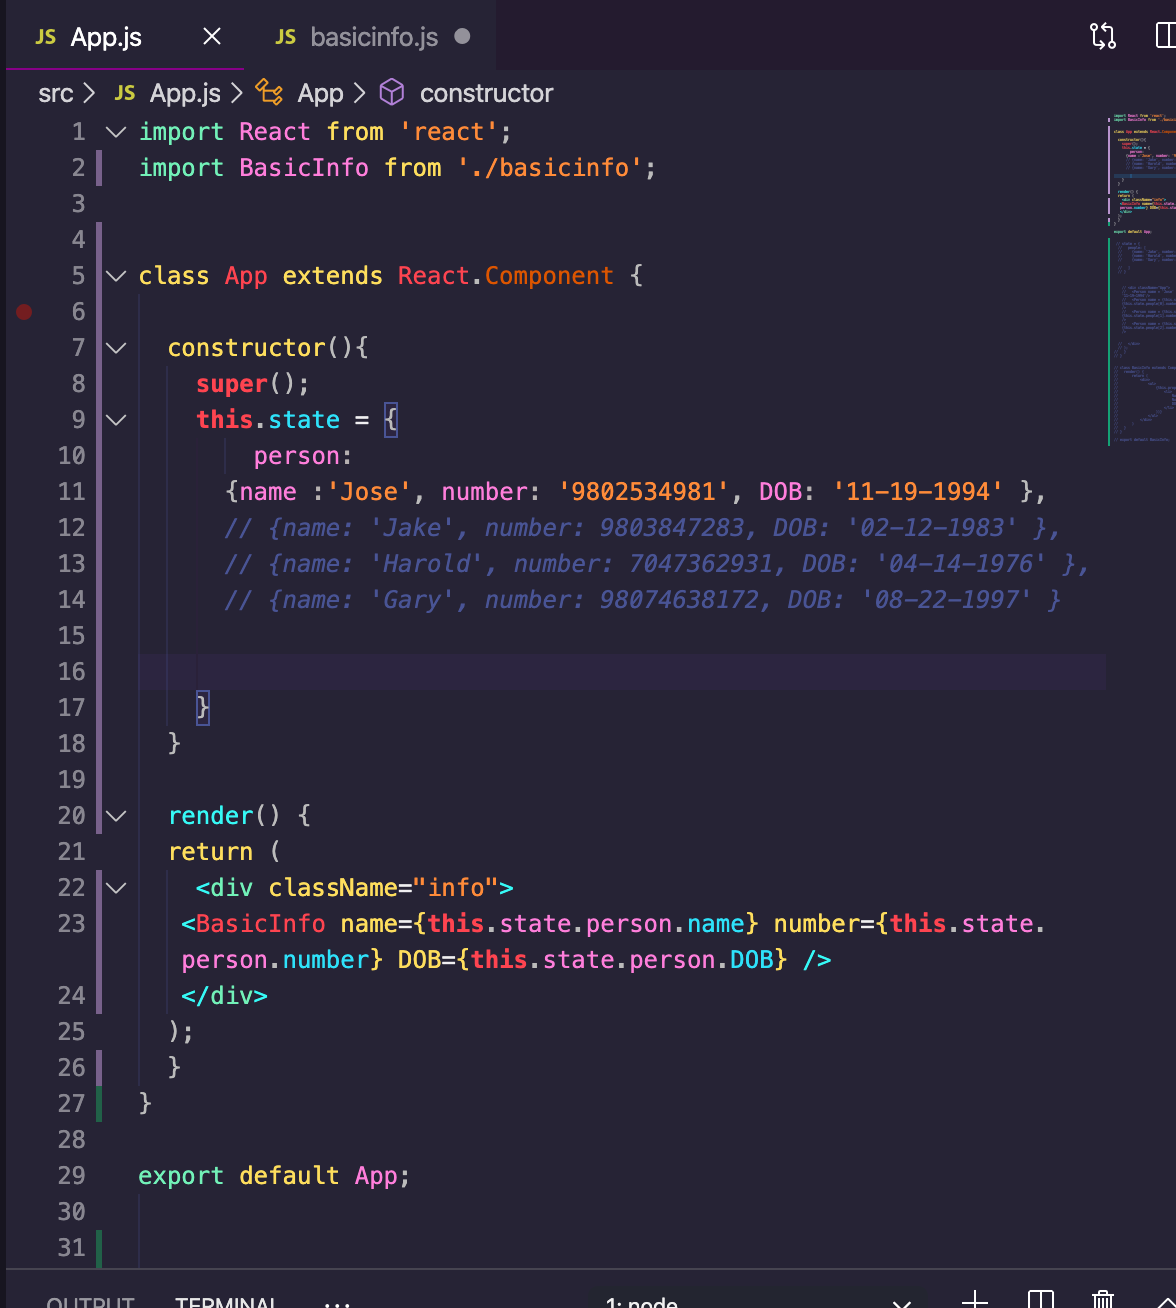 JS App.js × JS basicinfo.js
src > JS App.js > App > constructor
1 import React from 'react';
2 import BasicInfo from './basicinfo';
3
4
5 class App extends React.Component {
6
7 constructor(){
8 super();
9 this.state = {
10 person:
11 {name :'Jose', number: '9802534981', DOB: '11-19-1994' },
12 // {name: 'Jake', number: 9803847283, DOB: '02-12-1983' },
13 // {name: 'Harold', number: 7047362931, DOB: '04-14-1976' },
14 // {name: 'Gary', number: 98074638172, DOB: '08-22-1997' }
15
16
17 }
18 }
19
20 render() {
21 return (
22 <div className="info">
23 <BasicInfo name={this.state.person.name} number={this.state.
person.number} DOB={this.state.person.DOB} />
24 </div>
25 );
26 }
27 }
28
29 export default App;
30
31
OUTPUT TERMINAL ... 1: node